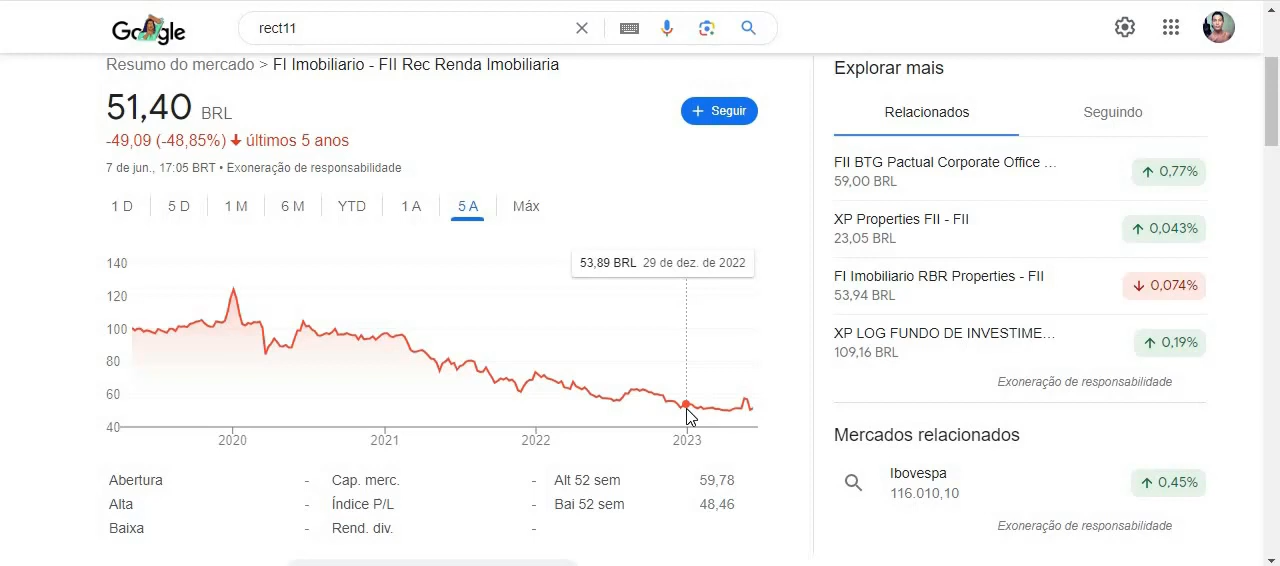 Google
rect11
Resumo do mercado > FI Imobiliario - FII Rec Renda Imobiliaria
51,40 BRL
+ Seguir
-49,09 (-48,85%) ↓ últimos 5 anos
7 de jun., 17:05 BRT • Exoneração de responsabilidade
1 D 5 D 1 M 6 M YTD 1 A 5 A Máx
53,89 BRL 29 de dez. de 2022
140
120
100
80
60
40
2020 2021 2022 2023
Abertura - Cap. merc. - Alt 52 sem 59,78
Alta - Índice P/L - Bai 52 sem 48,46
Baixa - Rend. div. -
Explorar mais
Relacionados Seguindo
FII BTG Pactual Corporate Office ...
59,00 BRL
↑ 0,77%
XP Properties FII - FII
23,05 BRL
↑ 0,043%
FI Imobiliario RBR Properties - FII
53,94 BRL
↓ 0,074%
XP LOG FUNDO DE INVESTIME...
109,16 BRL
↑ 0,19%
Exoneração de responsabilidade
Mercados relacionados
Ibovespa
116.010,10
↑ 0,45%
Exoneração de responsabilidade